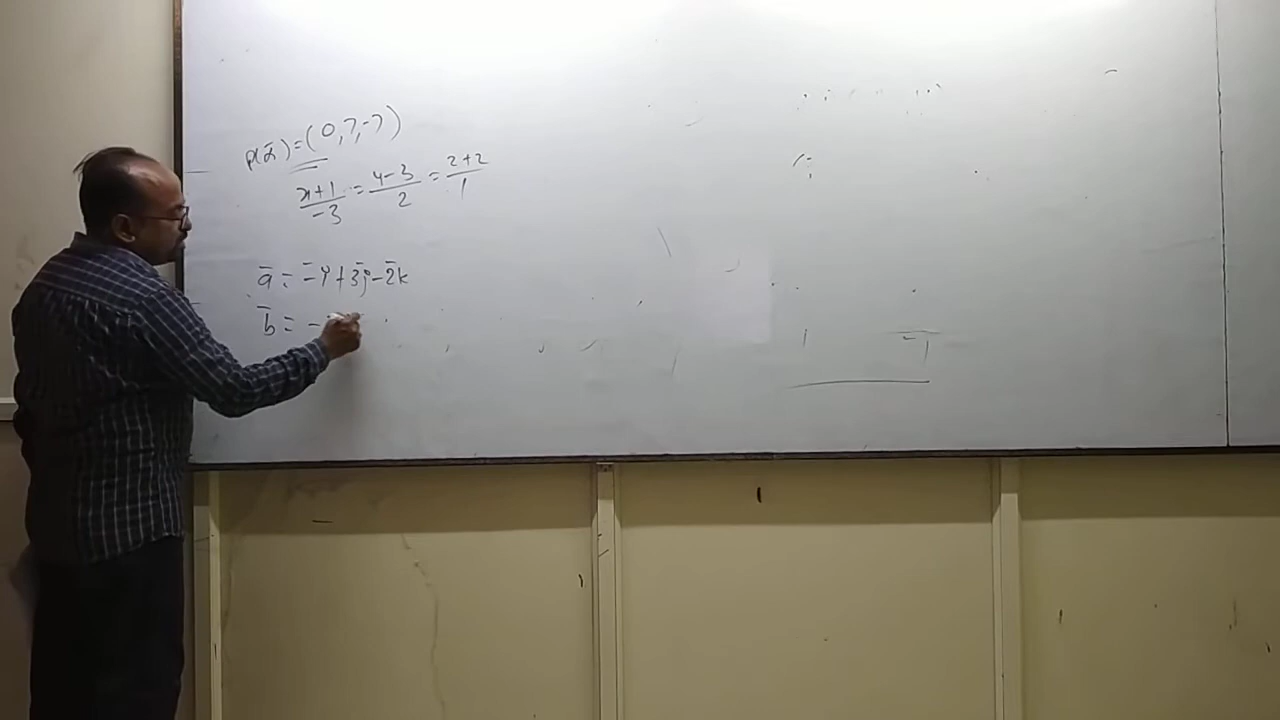 P(ᾱ) = (0,7,-7)
x+1/-3 = y-3/2 = z+2/1
ā = -ī + 3j̄ - 2k̄
b̄ = -